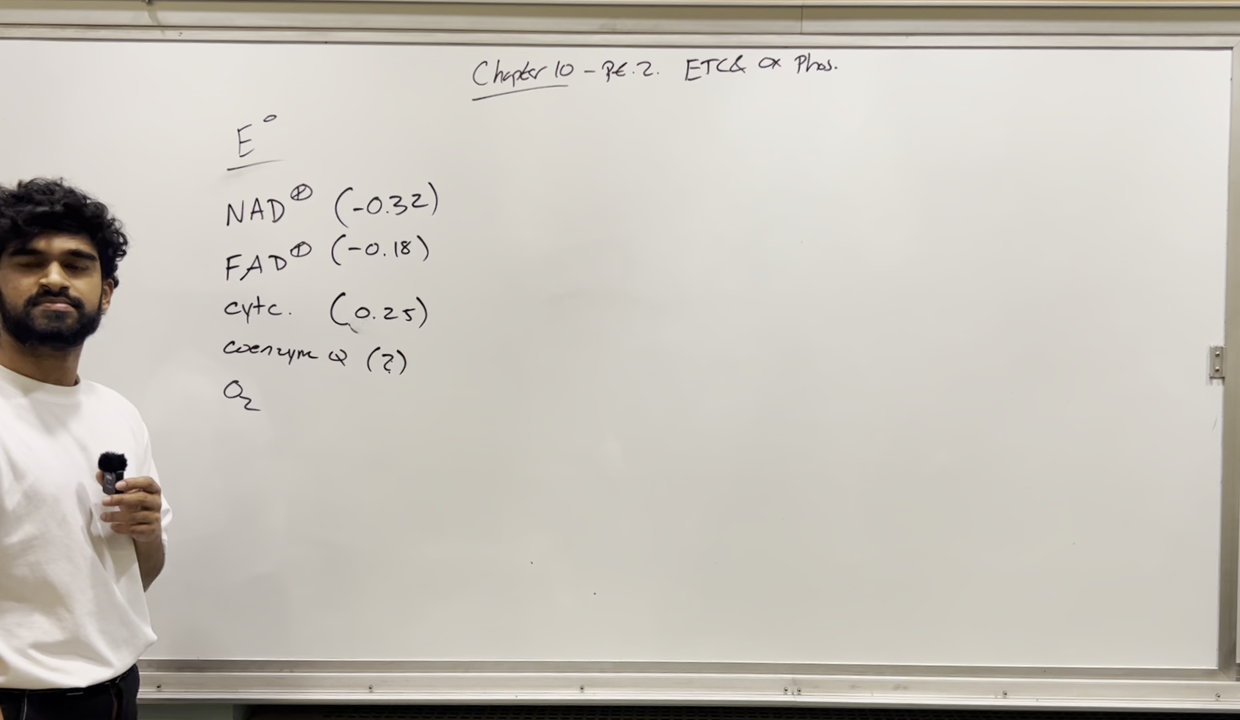 Chapter 10 - Pt. 2. ETC & Ox Phos.
E°
NAD⊕ (-0.32)
FAD⊕ (-0.18)
cytc. (0.25)
coenzym Q (?)
O₂